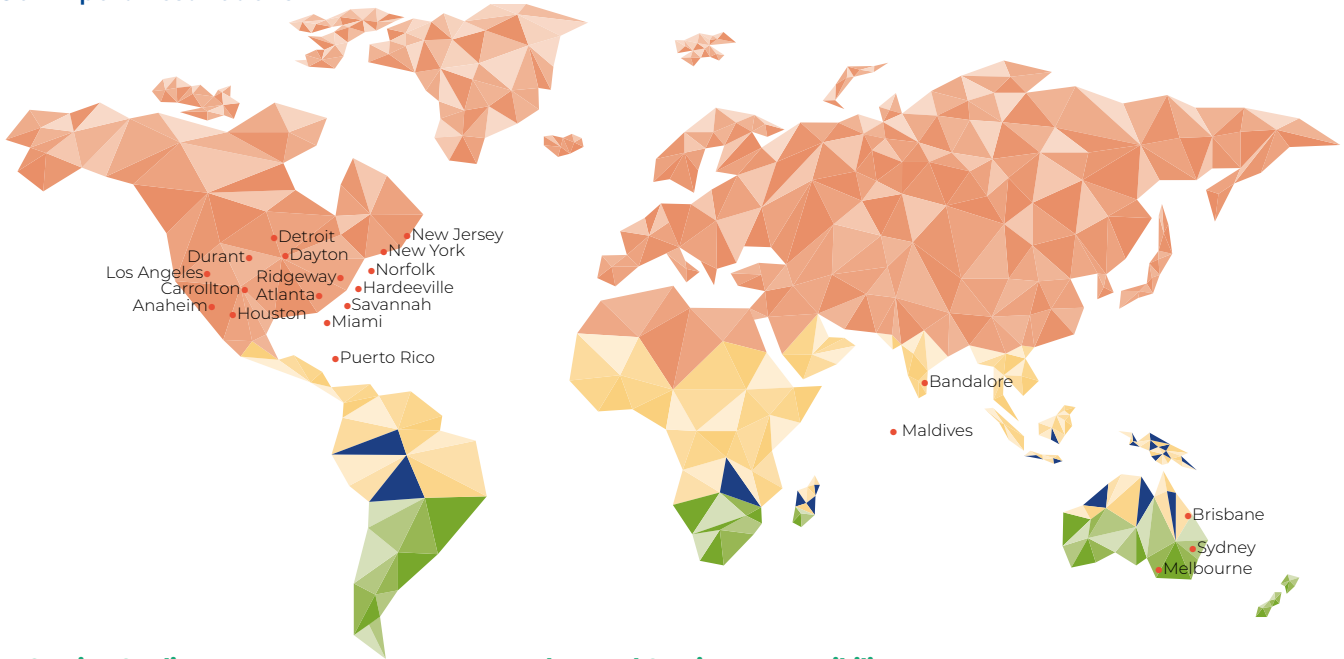 Detroit
New Jersey
Durant
Dayton
New York
Los Angeles
Ridgeway
Norfolk
Carrollton
Atlanta
Hardeeville
Anaheim
Houston
Savannah
Miami
Puerto Rico
Bandalore
Maldives
Brisbane
Sydney
Melbourne